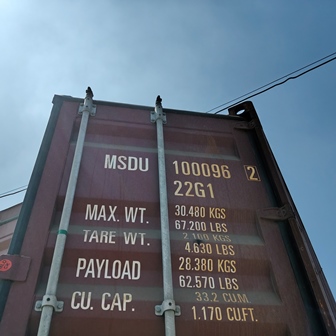 MSDU 100096 2
22G1
MAX. WT. 30.480 KGS
67.200 LBS
TARE WT. 2.100 KGS
4.630 LBS
PAYLOAD 28.380 KGS
62.570 LBS
CU. CAP. 33.2 CU.M.
1.170 CU.FT.